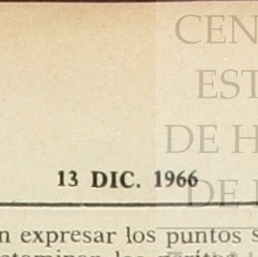 CEN
EST
DE H
DE
13 DIC. 1966
n expresar los puntos s